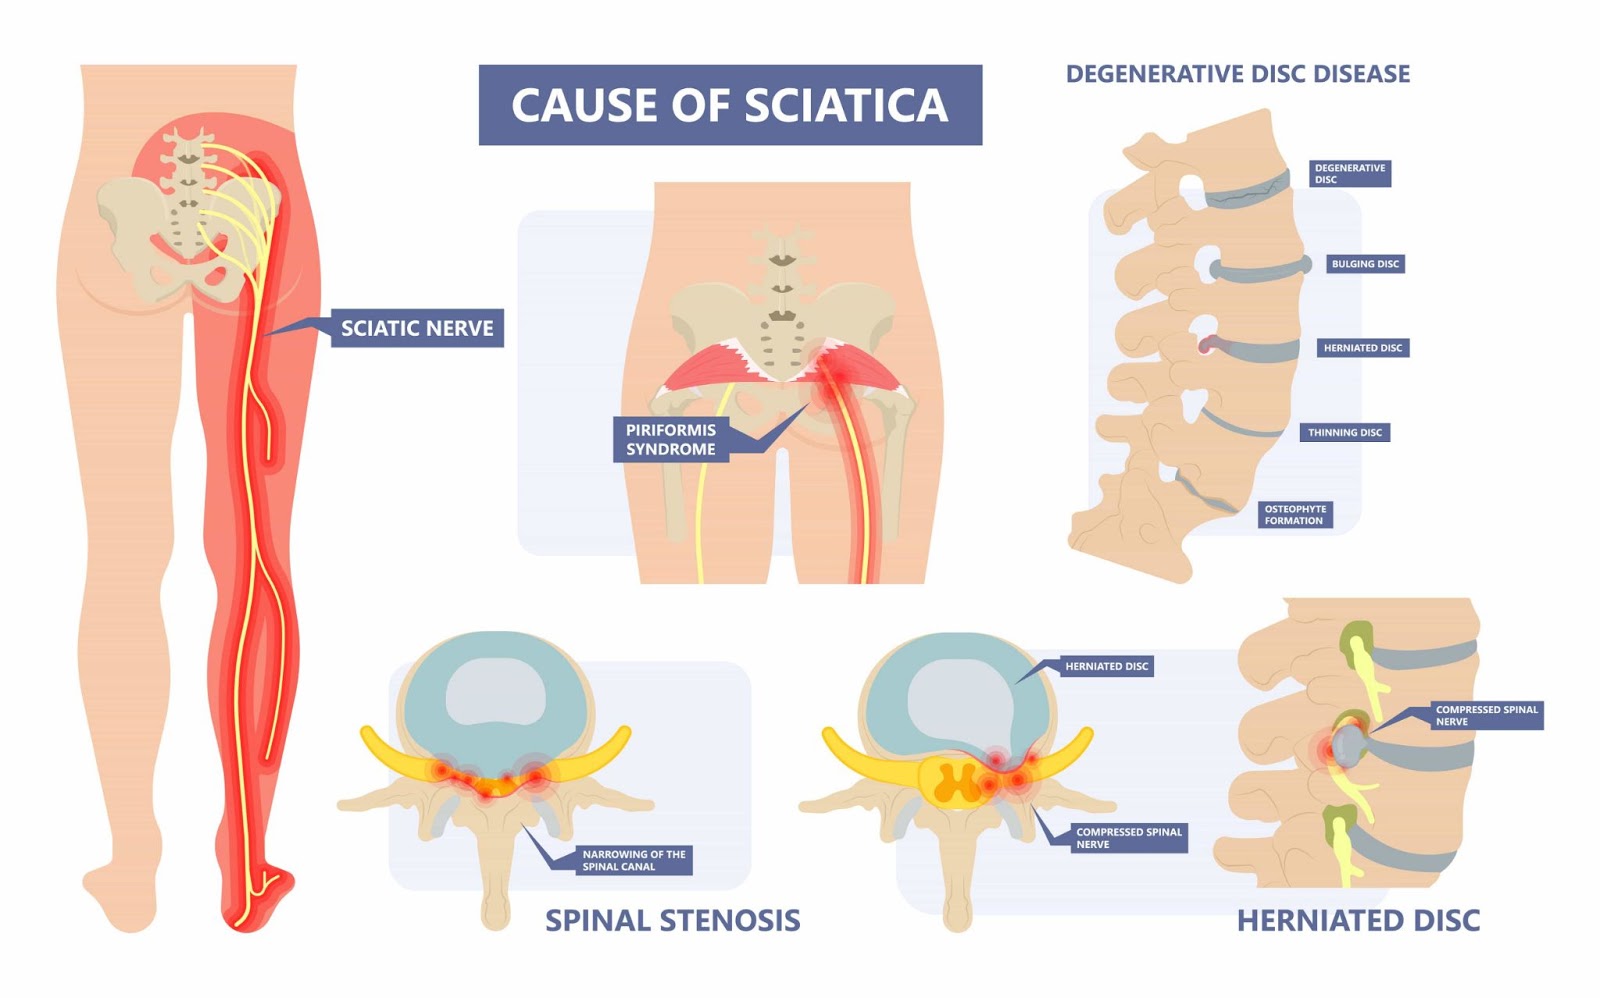 CAUSE OF SCIATICA
SCIATIC NERVE
PIRIFORMIS
SYNDROME
DEGENERATIVE DISC DISEASE
DEGENERATIVE
DISC
BULGING DISC
HERNIATED DISC
THINNING DISC
OSTEOPHYTE
FORMATION
NARROWING OF THE
SPINAL CANAL
SPINAL STENOSIS
HERNIATED DISC
COMPRESSED SPINAL
NERVE
COMPRESSED SPINAL
NERVE
HERNIATED DISC